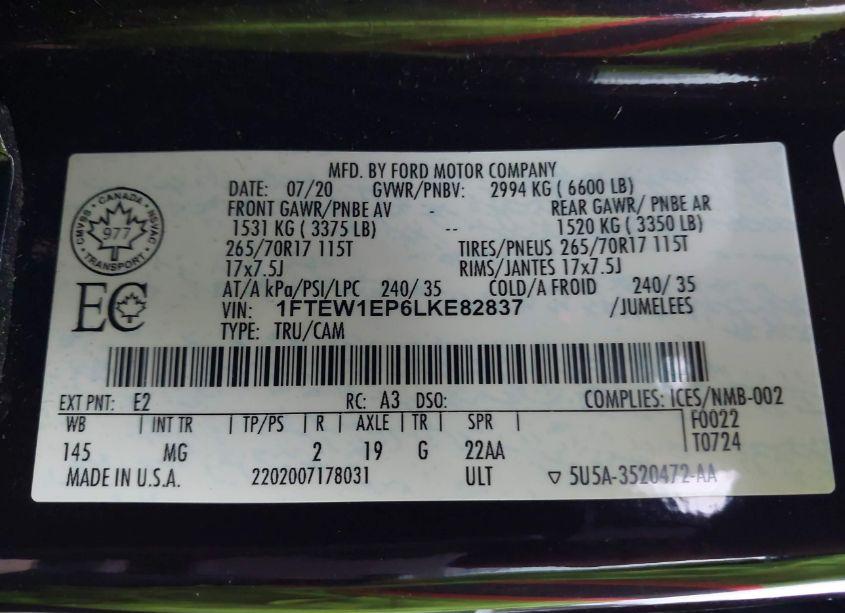 MFD. BY FORD MOTOR COMPANY
DATE: 07/20 GVWR/PNBV: 2994 KG ( 6600 LB)
FRONT GAWR/PNBE AV - REAR GAWR/ PNBE AR
1531 KG ( 3375 LB) -- 1520 KG ( 3350 LB)
265/70R17 115T TIRES/PNEUS 265/70R17 115T
17x7.5J RIMS/JANTES 17x7.5J
AT/A kPa/PSI/LPC 240/ 35 COLD/A FROID 240/ 35
VIN: 1FTEW1EP6LKE82837 /JUMELEES
TYPE: TRU/CAM
CANADA
CMVSS NSVAC
977
TRANSPORT
EC
EXT PNT: E2 RC: A3 DSO: COMPLIES: ICES/NMB-002
WB | INT TR | TP/PS | R | AXLE | TR | SPR F0022
145 MG 2 19 G 22AA T0724
MADE IN U.S.A. 2202007178031 ULT ▽ 5U5A-3520472-AA